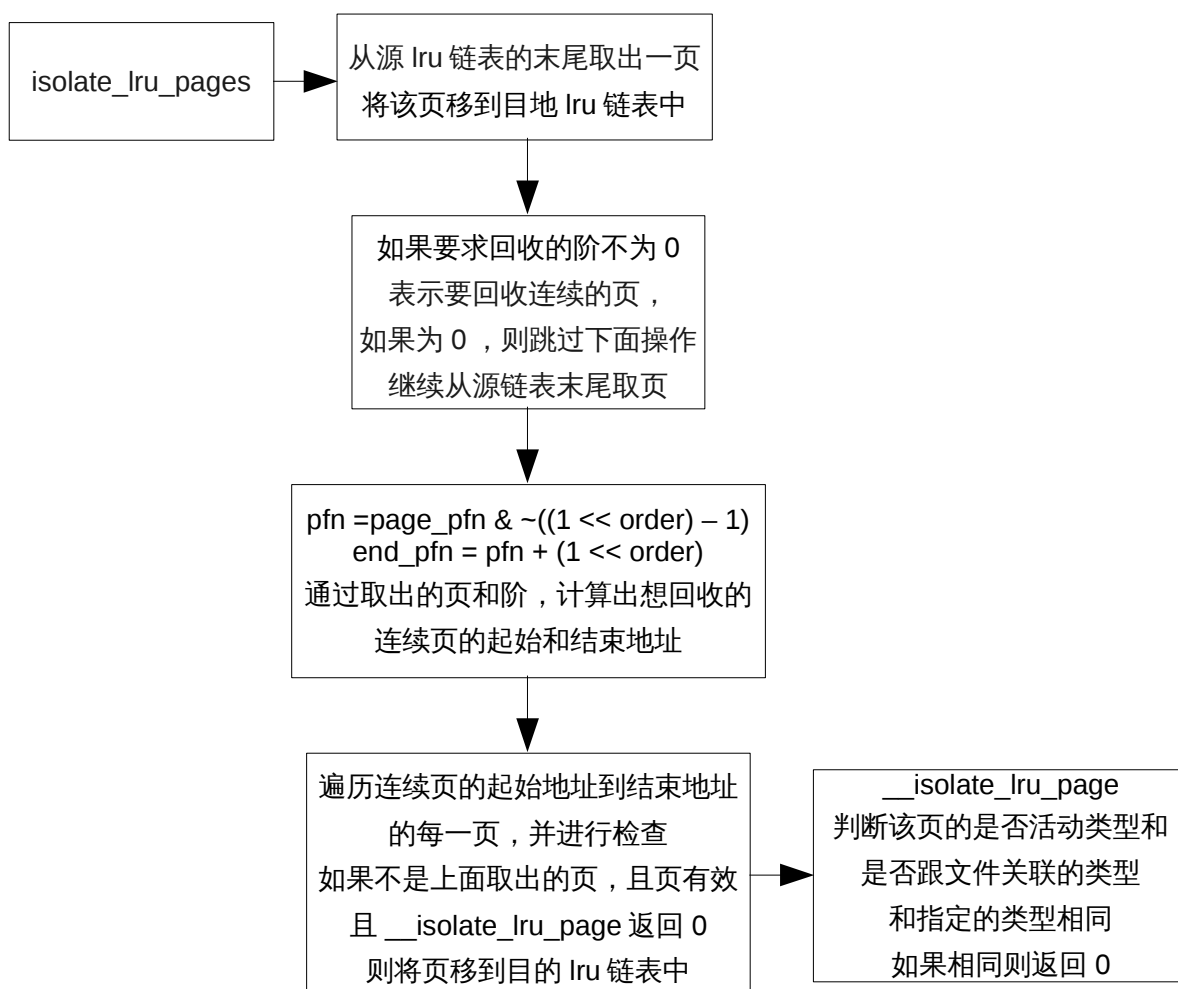 isolate_lru_pages
从源 lru 链表的末尾取出一页
将该页移到目地 lru 链表中
如果要求回收的阶不为 0
表示要回收连续的页，
如果为 0 ，则跳过下面操作
继续从源链表末尾取页
pfn =page_pfn & ~((1 << order) – 1)
end_pfn = pfn + (1 << order)
通过取出的页和阶，计算出想回收的
连续页的起始和结束地址
遍历连续页的起始地址到结束地址
的每一页，并进行检查
如果不是上面取出的页，且页有效
且 __isolate_lru_page 返回 0
则将页移到目的 lru 链表中
__isolate_lru_page
判断该页的是否活动类型和
是否跟文件关联的类型
和指定的类型相同
如果相同则返回 0